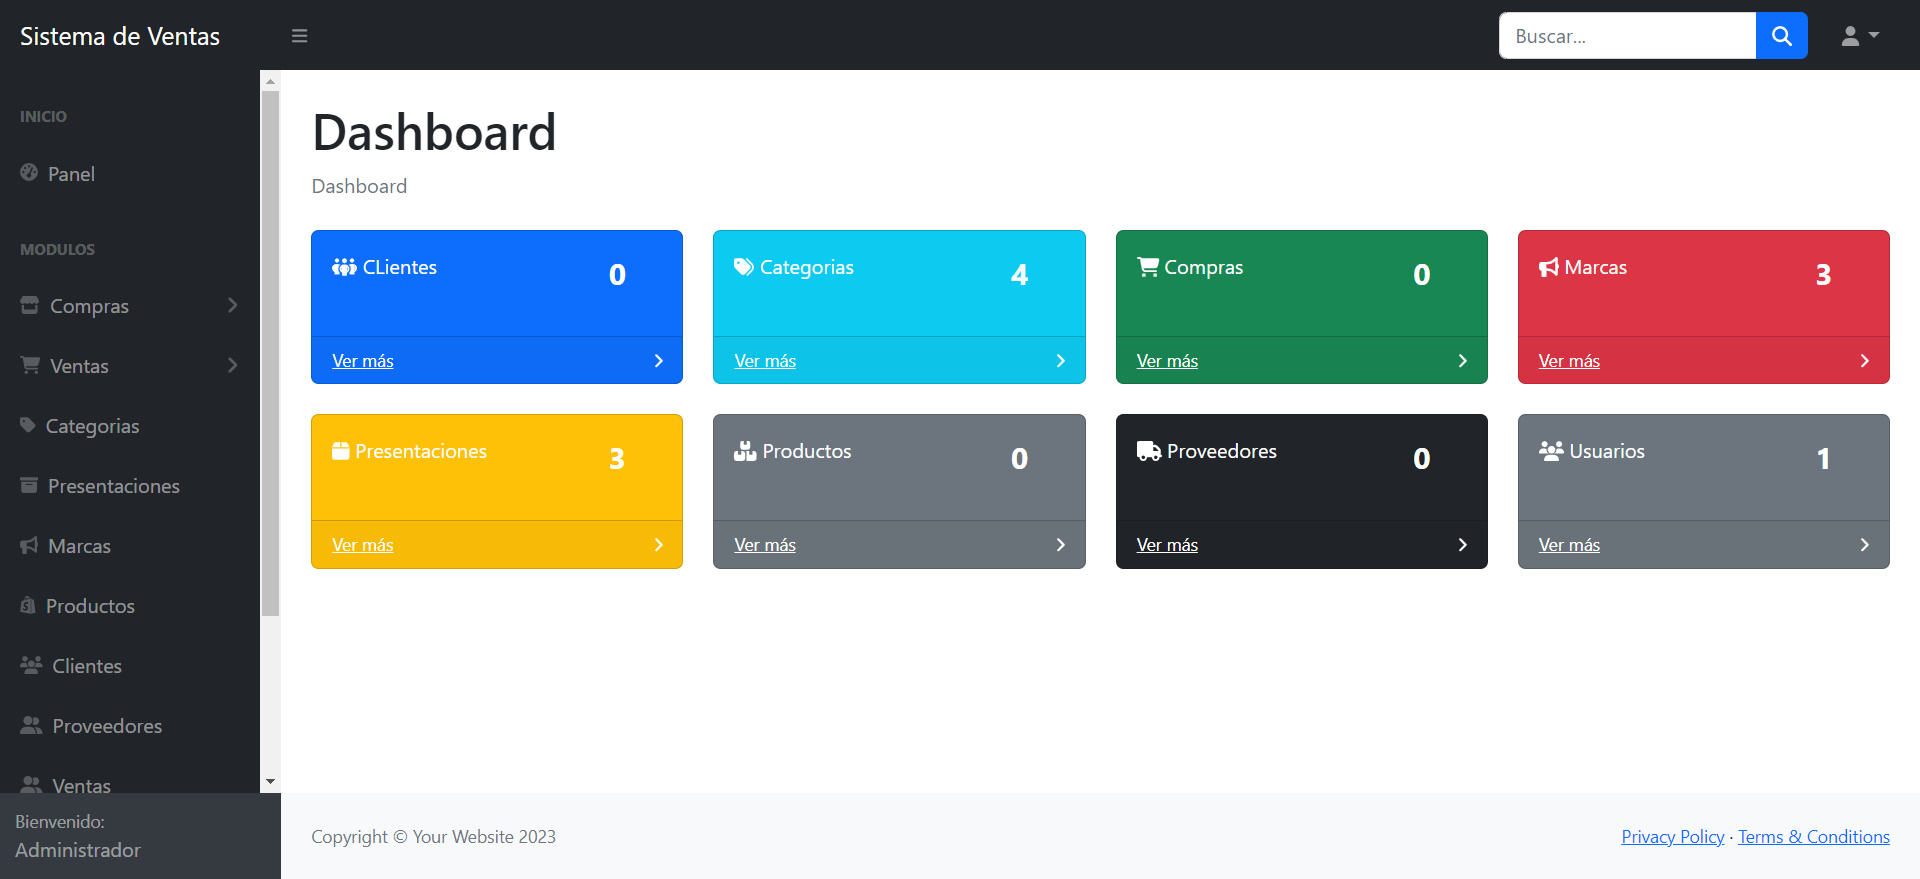 Sistema de Ventas
Buscar...
INICIO
Panel
MODULOS
Compras
Ventas
Categorias
Presentaciones
Marcas
Productos
Clientes
Proveedores
Ventas
Bienvenido:
Administrador
Dashboard
Dashboard
CLientes 0
Ver más
Categorias 4
Ver más
Compras 0
Ver más
Marcas 3
Ver más
Presentaciones 3
Ver más
Productos 0
Ver más
Proveedores 0
Ver más
Usuarios 1
Ver más
Copyright © Your Website 2023
Privacy Policy · Terms & Conditions